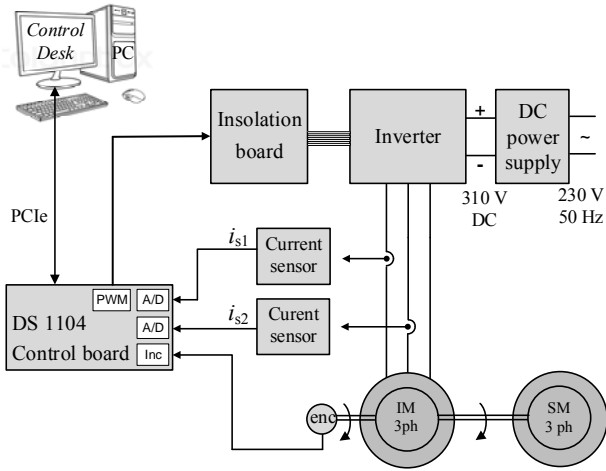 Control
Desk
PC
Insolation
board
Inverter
+
-
DC
power
supply
~
310 V
DC
230 V
50 Hz
PCIe
is1
Current
sensor
is2
Curent
sensor
PWM
A/D
A/D
Inc
DS 1104
Control board
enc
IM
3ph
SM
3 ph